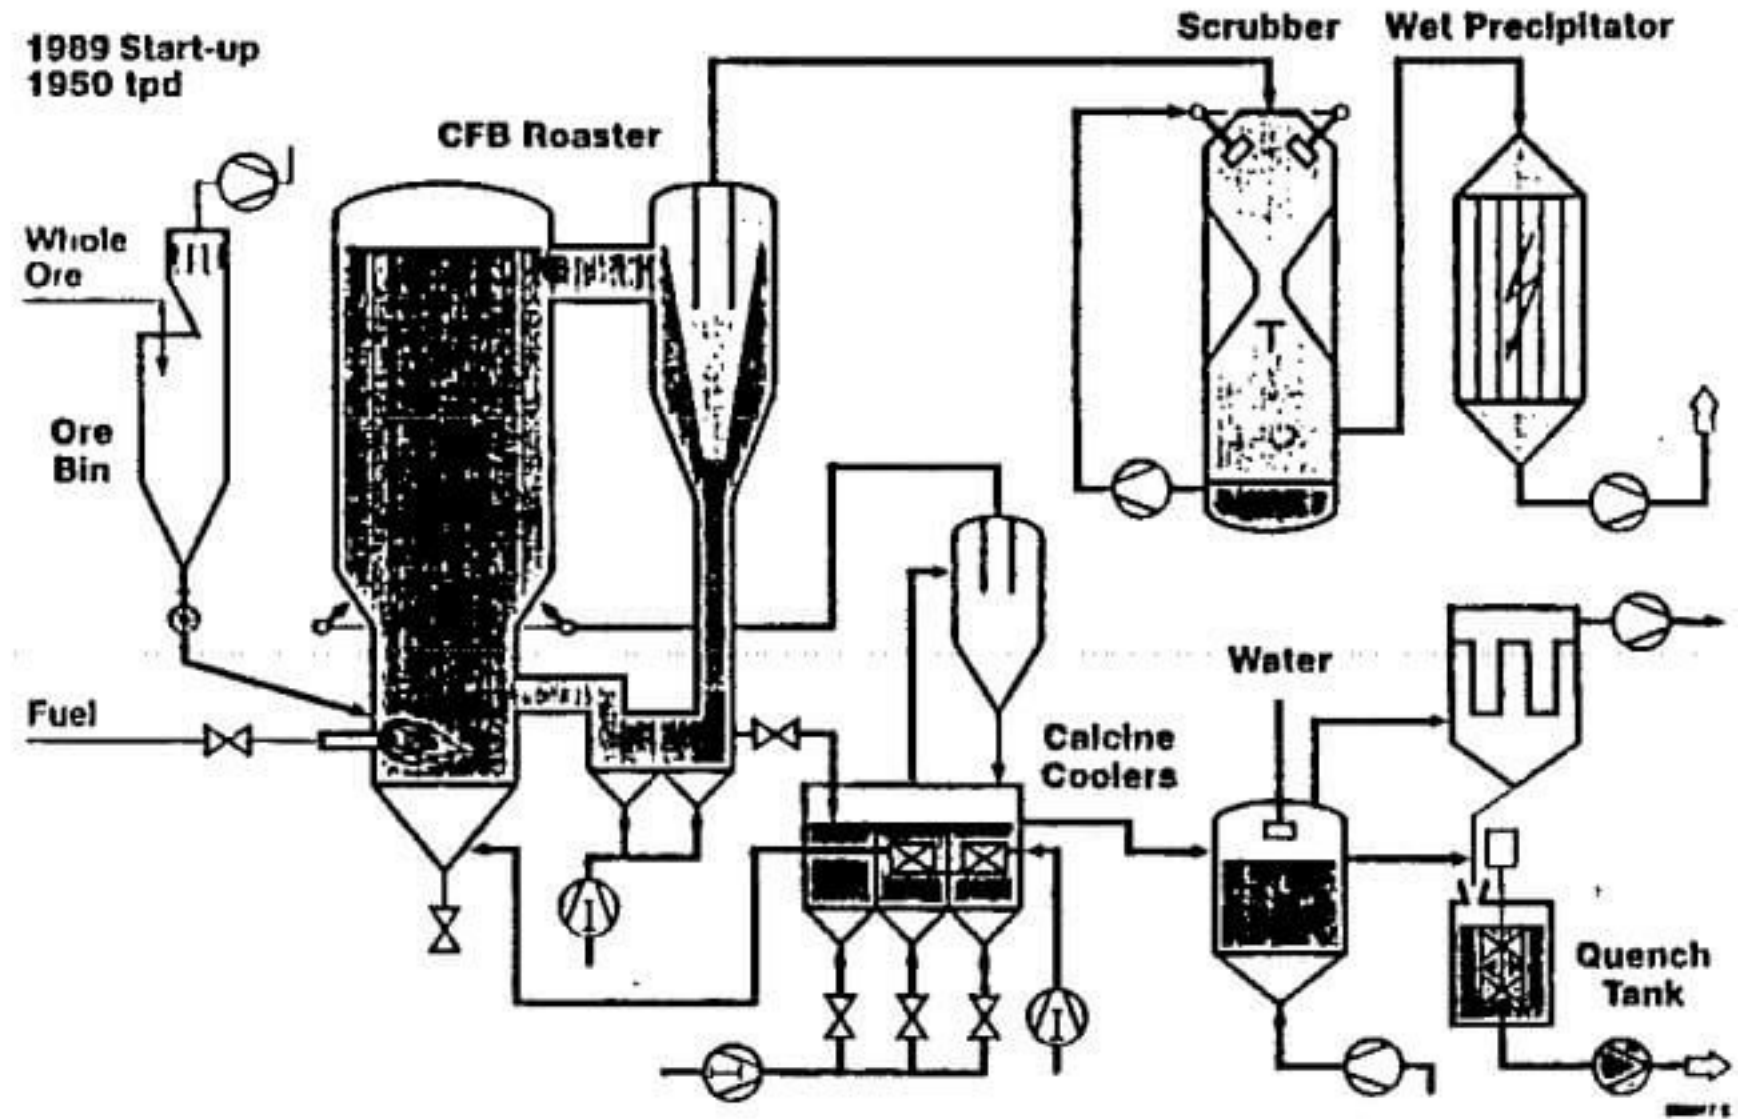 1989 Start-up
1950 tpd
Scrubber
Wet Precipitator
CFB Roaster
Whole
Ore
Ore
Bin
Fuel
Water
Calcine
Coolers
Quench
Tank